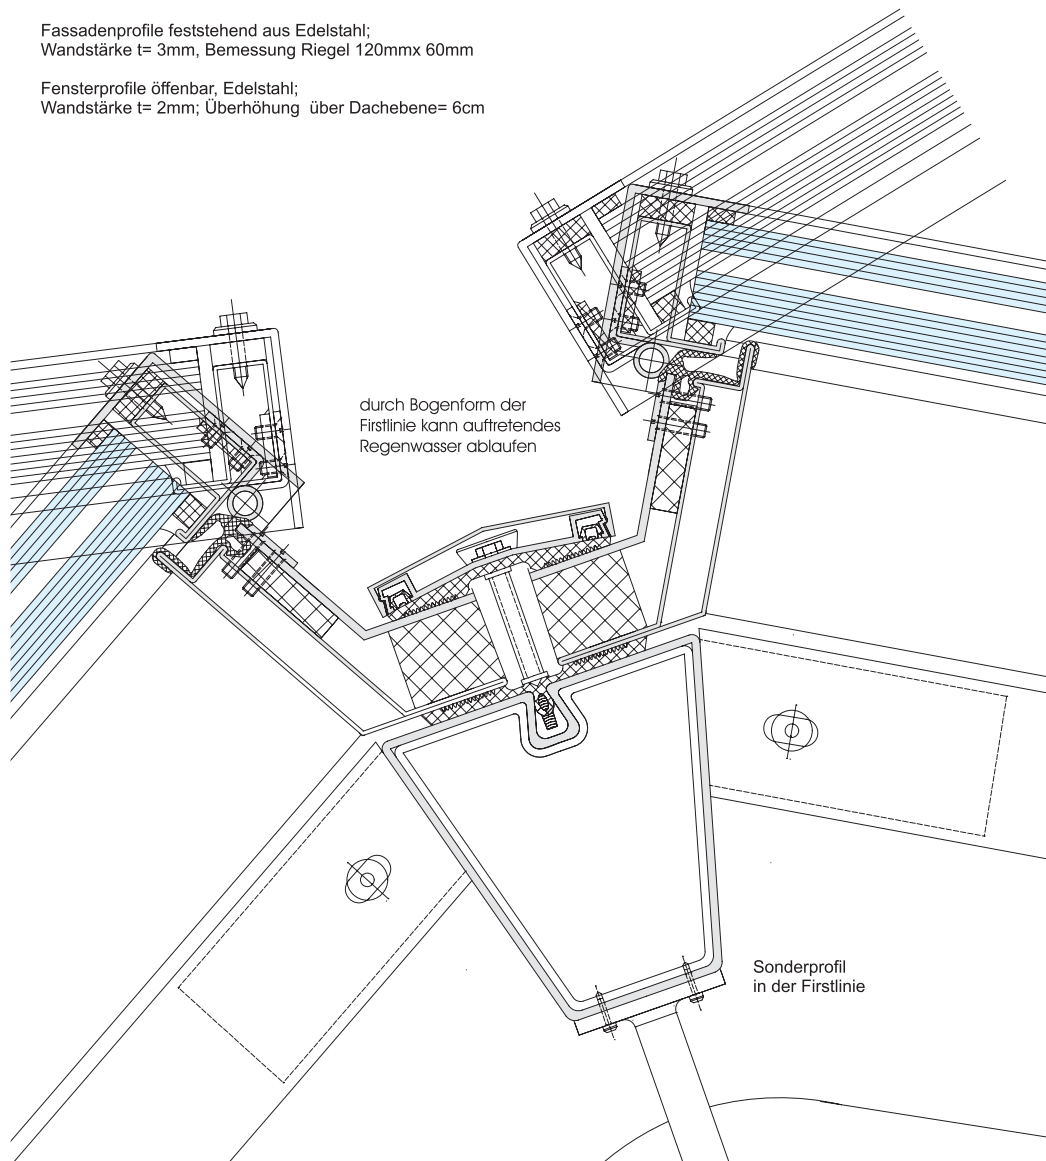 Fassadenprofile feststehend aus Edelstahl;
Wandstärke t= 3mm, Bemessung Riegel 120mmx 60mm
Fensterprofile öffenbar, Edelstahl;
Wandstärke t= 2mm; Überhöhung über Dachebene= 6cm
durch Bogenform der
Firstlinie kann auftretendes
Regenwasser ablaufen
Sonderprofil
in der Firstlinie